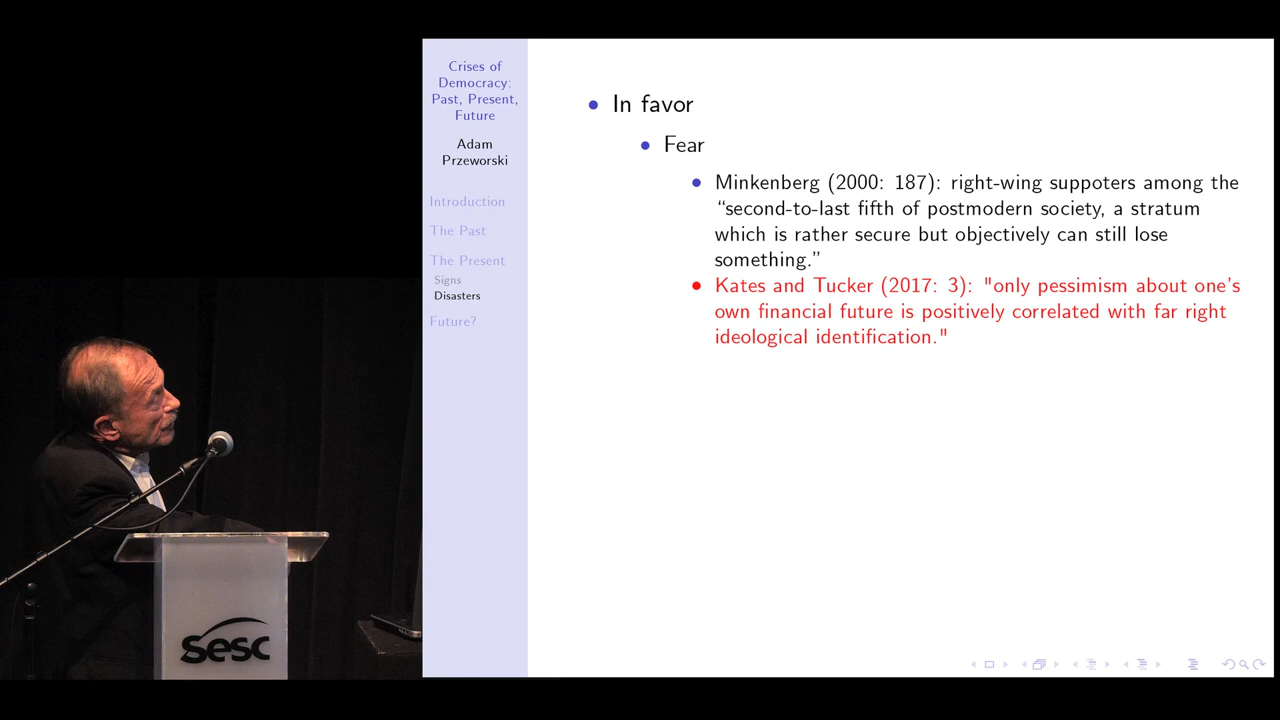 Crises of
Democracy:
Past, Present,
Future
Adam
Przeworski
Introduction
The Past
The Present
Signs
Disasters
Future?
• In favor
• Fear
• Minkenberg (2000: 187): right-wing suppoters among the
“second-to-last fifth of postmodern society, a stratum
which is rather secure but objectively can still lose
something.”
• Kates and Tucker (2017: 3): "only pessimism about one's
own financial future is positively correlated with far right
ideological identification."
sesc